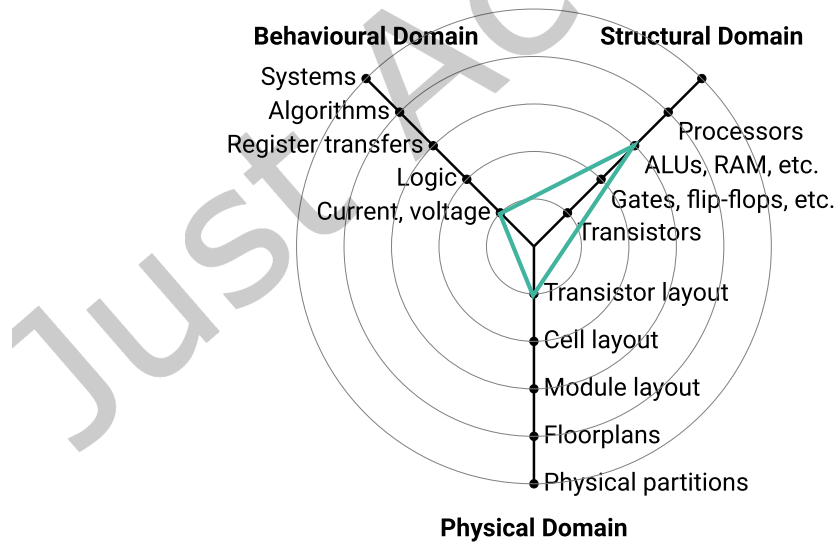 Behavioural Domain
Structural Domain
Systems
Algorithms
Register transfers
Logic
Current, voltage
Processors
ALUs, RAM, etc.
Gates, flip-flops, etc.
Transistors
Transistor layout
Cell layout
Module layout
Floorplans
Physical partitions
Physical Domain
Just Ac